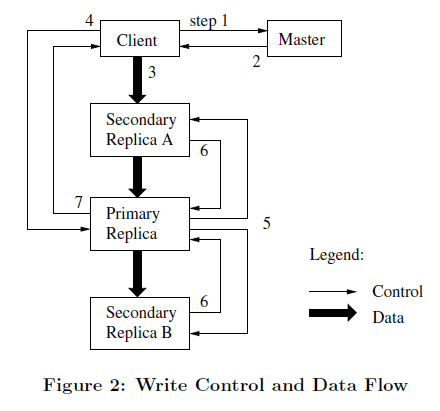 4
step 1
Client
Master
2
3
Secondary
Replica A
6
7
Primary
Replica
5
Legend:
Control
6
Secondary
Replica B
Data
Figure 2: Write Control and Data Flow